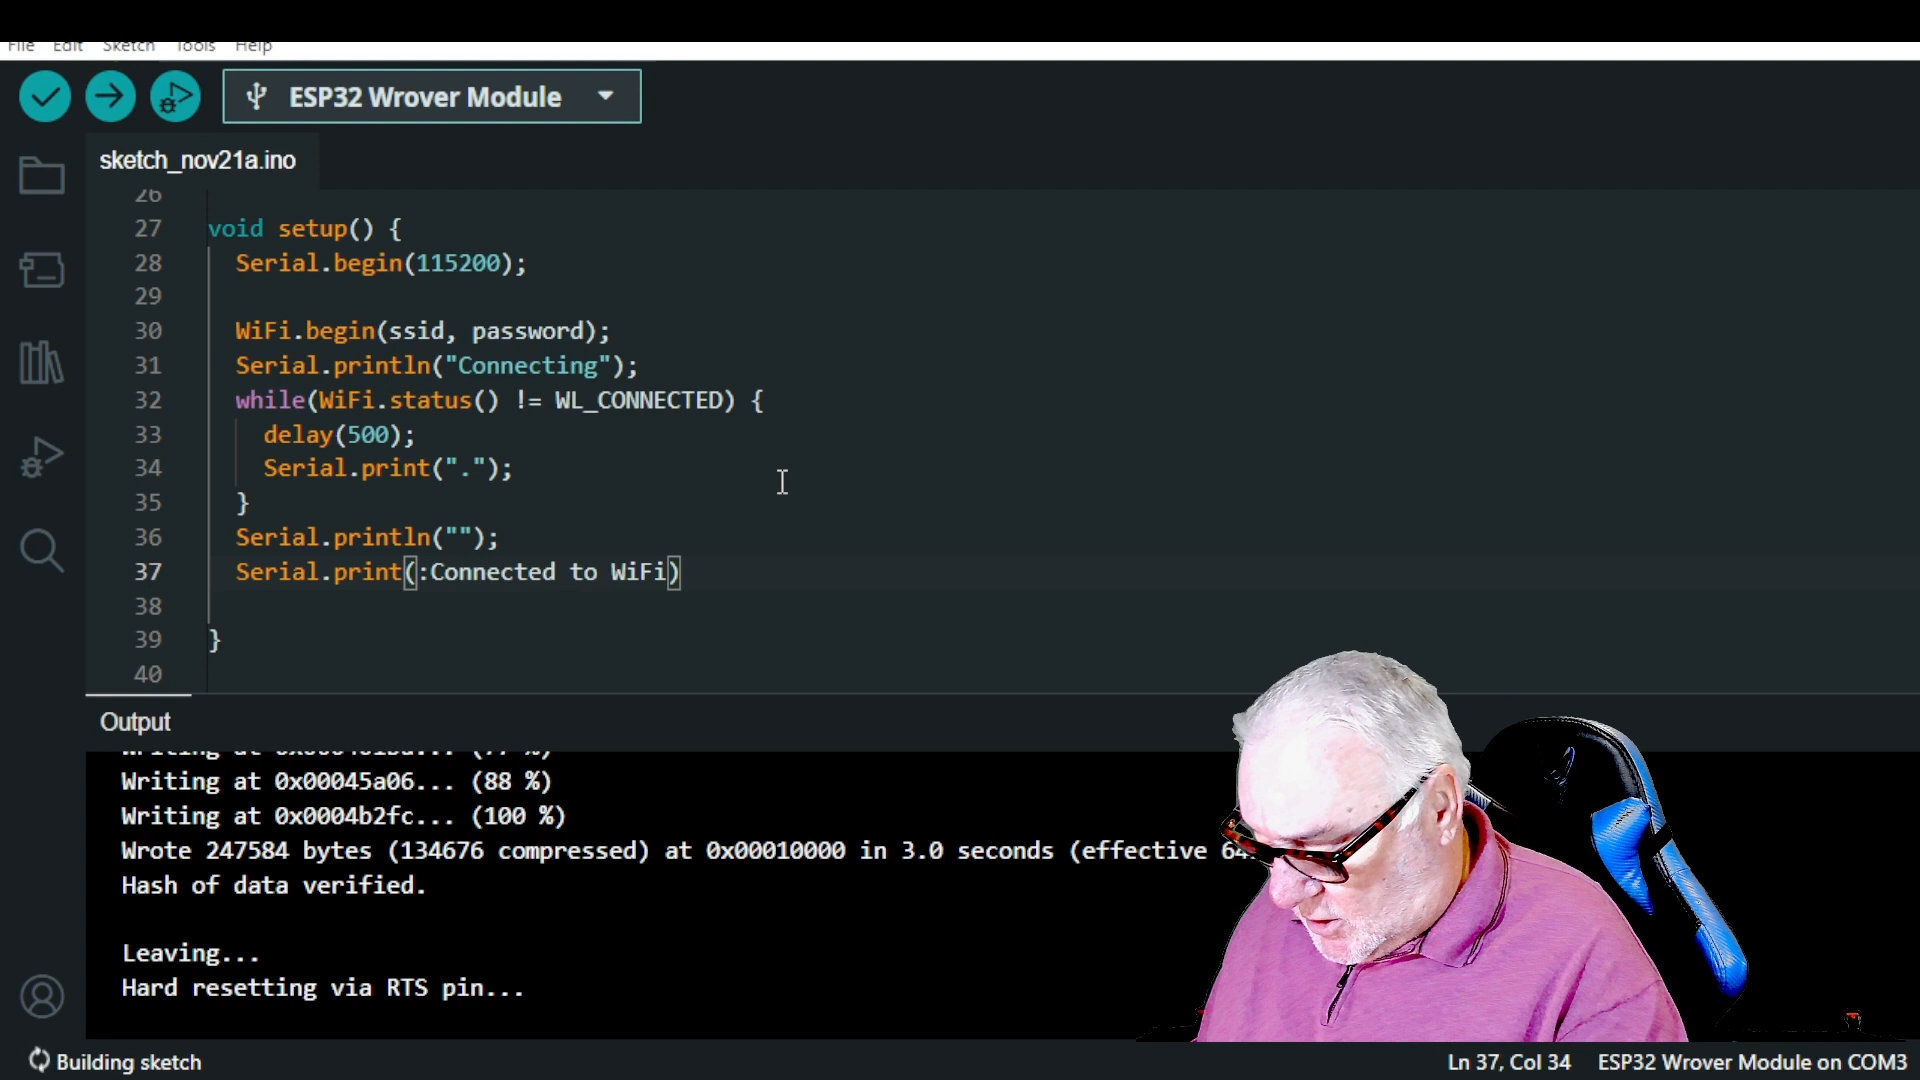 File Edit Sketch Tools Help
ESP32 Wrover Module
sketch_nov21a.ino
26
27 void setup() {
28 Serial.begin(115200);
29
30 WiFi.begin(ssid, password);
31 Serial.println("Connecting");
32 while(WiFi.status() != WL_CONNECTED) {
33 delay(500);
34 Serial.print(".");
35 }
36 Serial.println("");
37 Serial.print(:Connected to WiFi)
38
39 }
40
Output
Writing at
Writing at 0x00045a06... (88 %)
Writing at 0x0004b2fc... (100 %)
Wrote 247584 bytes (134676 compressed) at 0x00010000 in 3.0 seconds (effective 64
Hash of data verified.
Leaving...
Hard resetting via RTS pin...
Building sketch
Ln 37, Col 34 ESP32 Wrover Module on COM3